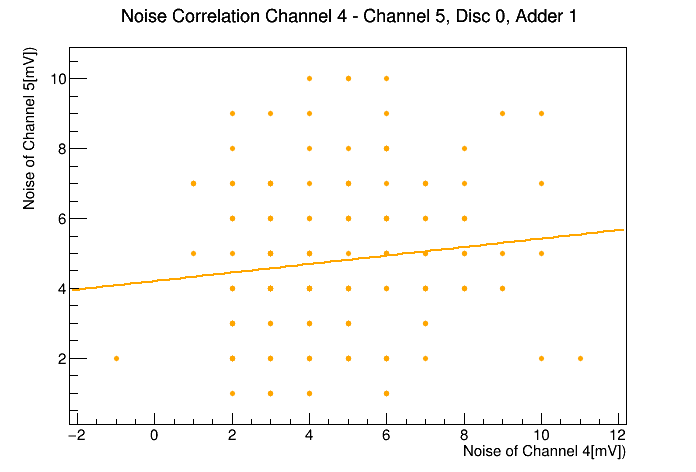 Noise Correlation Channel 4 - Channel 5, Disc 0, Adder 1
Noise of Channel 5[mV])
10
8
6
4
2
−2 0 2 4 6 8 10 12
Noise of Channel 4[mV])